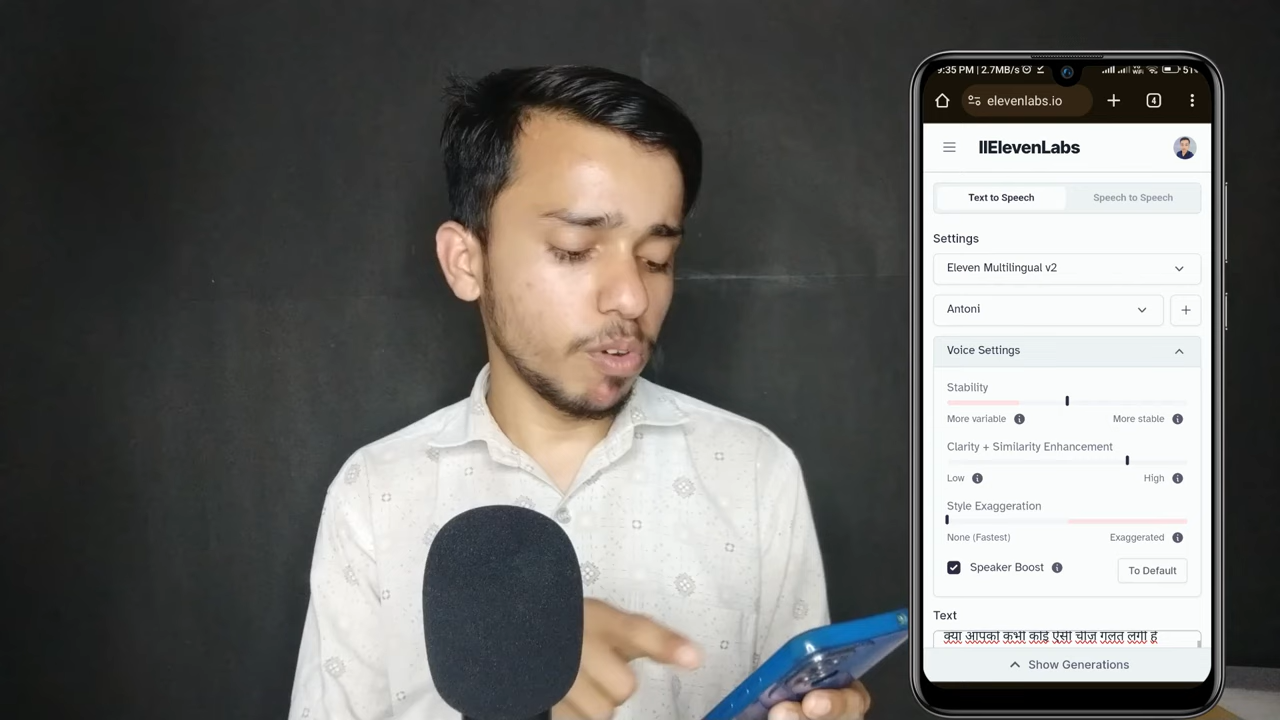 9:35 PM | 2.7MB/s
elevenlabs.io
4
IIElevenLabs
Text to Speech
Speech to Speech
Settings
Eleven Multilingual v2
Antoni
Voice Settings
Stability
More variable
More stable
Clarity + Similarity Enhancement
Low
High
Style Exaggeration
None (Fastest)
Exaggerated
Speaker Boost
To Default
Text
क्या आपको कभी कोई ऐसी चीज़ गलत लगी है
Show Generations